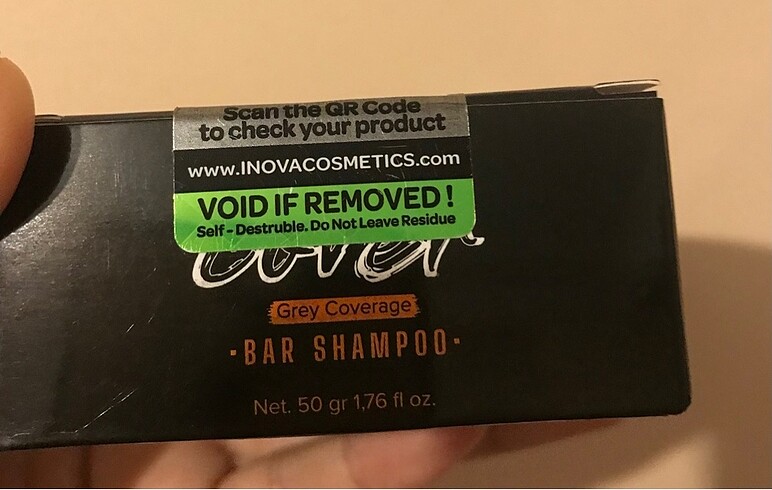 Scan the QR Code
to check your product
www.INOVACOSMETICS.com
VOID IF REMOVED !
Self - Destruble. Do Not Leave Residue
Cover
Grey Coverage
·BAR SHAMPOO·
Net. 50 gr 1,76 fl oz.